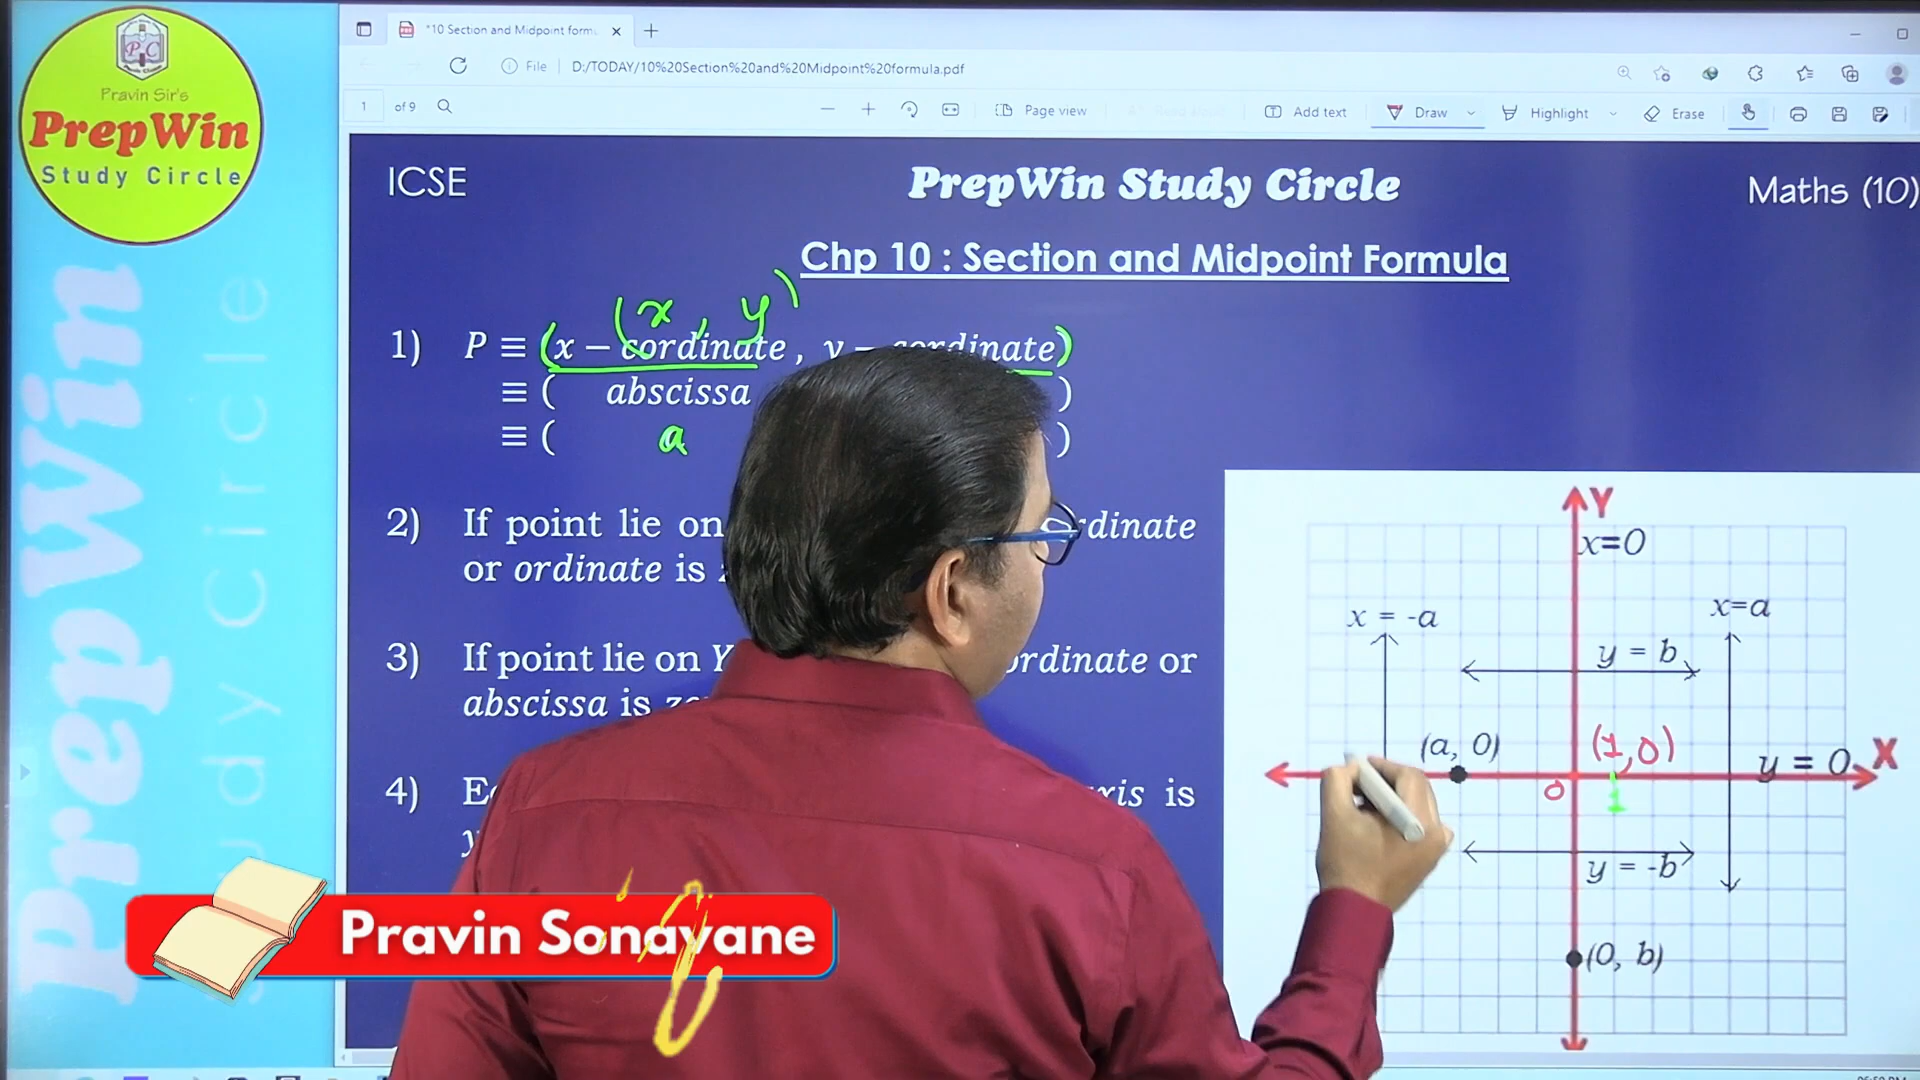 Pravin Sir's
PrepWin
Study Circle
PrepWin
Study Circle
*10 Section and Midpoint form
File
D:/TODAY/10%20Section%20and%20Midpoint%20formula.pdf
1 of 9
Page view
Add text
Draw
Highlight
Erase
ICSE
PrepWin Study Circle
Maths (10)
Chp 10 : Section and Midpoint Formula
(x, y)
1) P ≡ (x – cordinate, y – cordinate)
≡ ( abscissa )
≡ ( a )
2) If point lie on rdinate
or ordinate is
3) If point lie on Y ordinate or
abscissa is
4) is
y
Y
x=0
x = -a
x=a
y = b
(a, 0)
(1,0)
y = 0
X
0
1
y = -b
(0, b)
Pravin Sonavane